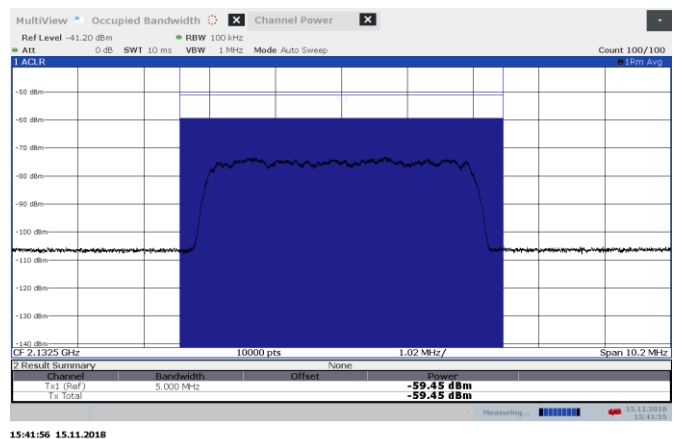 MultiView Occupied Bandwidth X Channel Power X
Ref Level -41.20 dBm RBW 100 kHz
Att 0 dB SWT 10 ms VBW 1 MHz Mode Auto Sweep Count 100/100
1 ACLR 1Rm Avg
-50 dBm
-60 dBm
-70 dBm
-80 dBm
-90 dBm
-100 dBm
-110 dBm
-120 dBm
-130 dBm
-140 dBm
CF 2.1325 GHz 10000 pts 1.02 MHz/ Span 10.2 MHz
2 Result Summary None
Channel Bandwidth Offset Power
Tx1 (Ref) 5.000 MHz -59.45 dBm
Tx Total -59.45 dBm
Measuring... 15.11.2018
15:41:55
15:41:56 15.11.2018